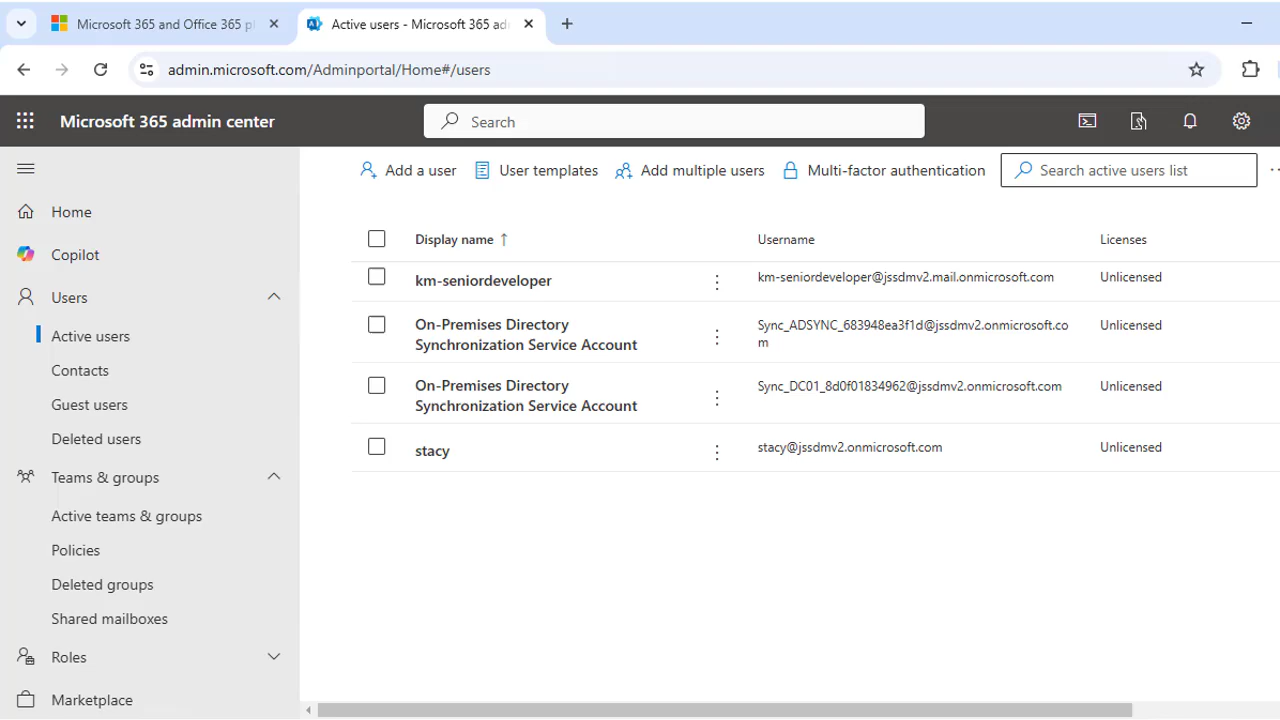 Microsoft 365 and Office 365 p
Active users - Microsoft 365 ad
admin.microsoft.com/Adminportal/Home#/users
Microsoft 365 admin center
Search
Add a user
User templates
Add multiple users
Multi-factor authentication
Search active users list
Home
Copilot
Users
Active users
Contacts
Guest users
Deleted users
Teams & groups
Active teams & groups
Policies
Deleted groups
Shared mailboxes
Roles
Marketplace
Display name ↑
Username
Licenses
km-seniordeveloper
km-seniordeveloper@jssdmv2.mail.onmicrosoft.com
Unlicensed
On-Premises Directory
Synchronization Service Account
Sync_ADSYNC_683948ea3f1d@jssdmv2.onmicrosoft.co
m
Unlicensed
On-Premises Directory
Synchronization Service Account
Sync_DC01_8d0f01834962@jssdmv2.onmicrosoft.com
Unlicensed
stacy
stacy@jssdmv2.onmicrosoft.com
Unlicensed